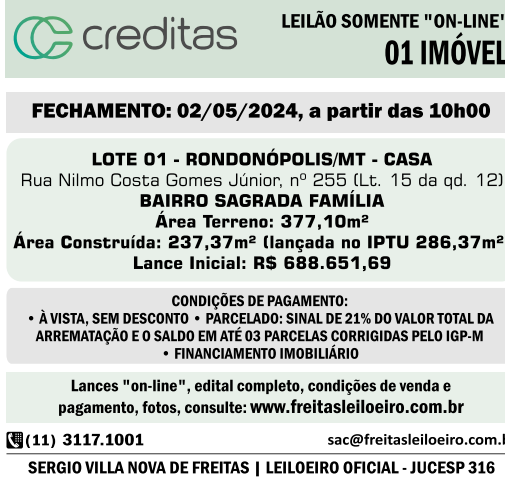 creditas
LEILÃO SOMENTE "ON-LINE"
01 IMÓVEL
FECHAMENTO: 02/05/2024, a partir das 10h00
LOTE 01 - RONDONÓPOLIS/MT - CASA
Rua Nilmo Costa Gomes Júnior, nº 255 (Lt. 15 da qd. 12)
BAIRRO SAGRADA FAMÍLIA
Área Terreno: 377,10m²
Área Construída: 237,37m² (lançada no IPTU 286,37m²
Lance Inicial: R$ 688.651,69
CONDIÇÕES DE PAGAMENTO:
• À VISTA, SEM DESCONTO • PARCELADO: SINAL DE 21% DO VALOR TOTAL DA
ARREMATAÇÃO E O SALDO EM ATÉ 03 PARCELAS CORRIGIDAS PELO IGP-M
• FINANCIAMENTO IMOBILIÁRIO
Lances "on-line", edital completo, condições de venda e
pagamento, fotos, consulte: www.freitasleiloeiro.com.br
(11) 3117.1001 sac@freitasleiloeiro.com.b
SERGIO VILLA NOVA DE FREITAS | LEILOEIRO OFICIAL - JUCESP 316